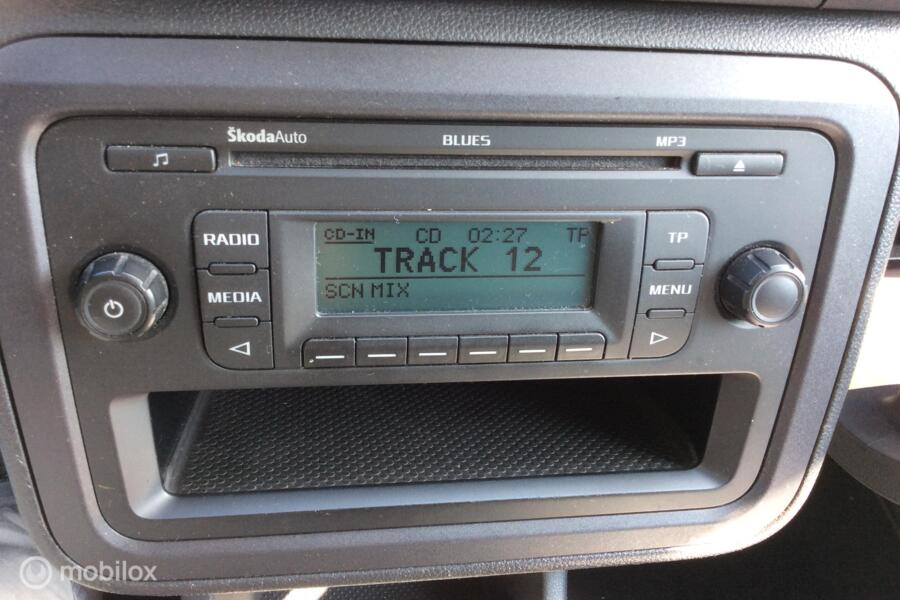 ŠkodaAuto BLUES MP3
RADIO
MEDIA
CD-IN CD 02:27 TP
TRACK 12
SCN MIX
TP
MENU
mobilox